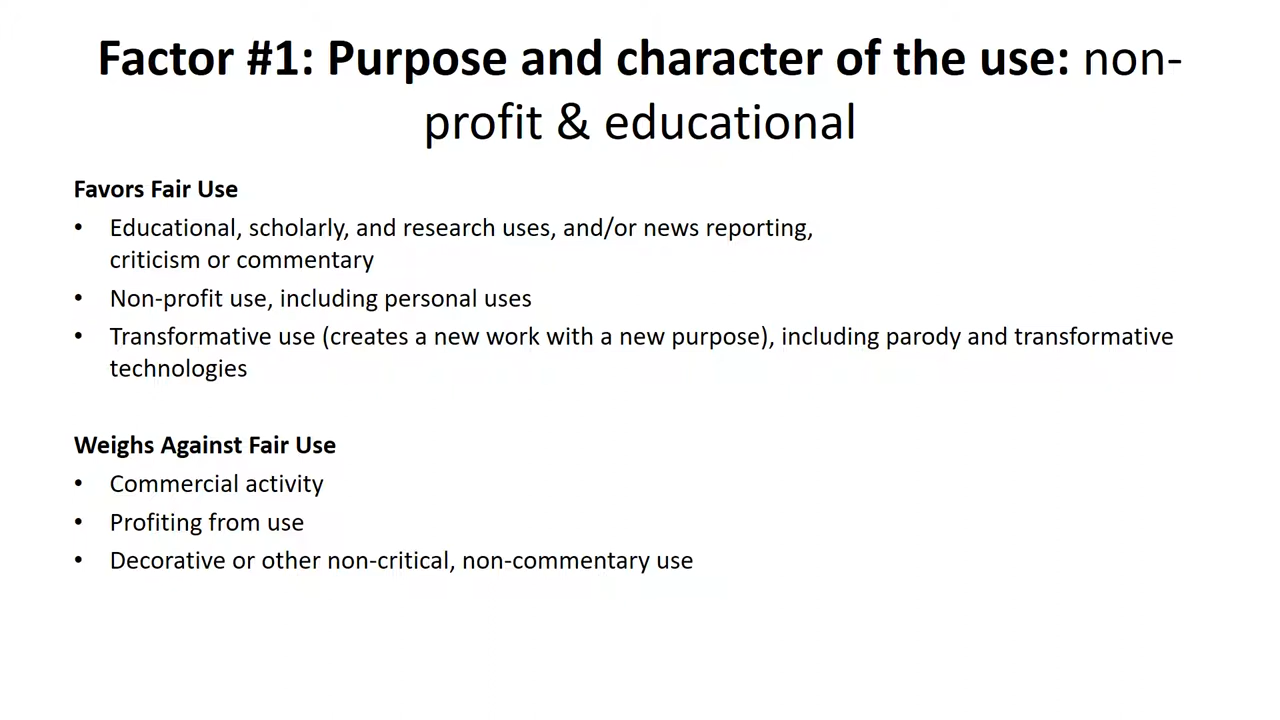 Factor #1: Purpose and character of the use: non-
profit & educational
Favors Fair Use
• Educational, scholarly, and research uses, and/or news reporting,
criticism or commentary
• Non-profit use, including personal uses
• Transformative use (creates a new work with a new purpose), including parody and transformative
technologies
Weighs Against Fair Use
• Commercial activity
• Profiting from use
• Decorative or other non-critical, non-commentary use